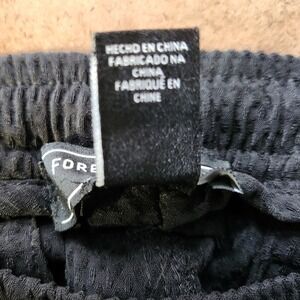 HECHO EN CHINA
FABRICADO NA
CHINA
FABRIQUÉ EN
CHINE
FORE